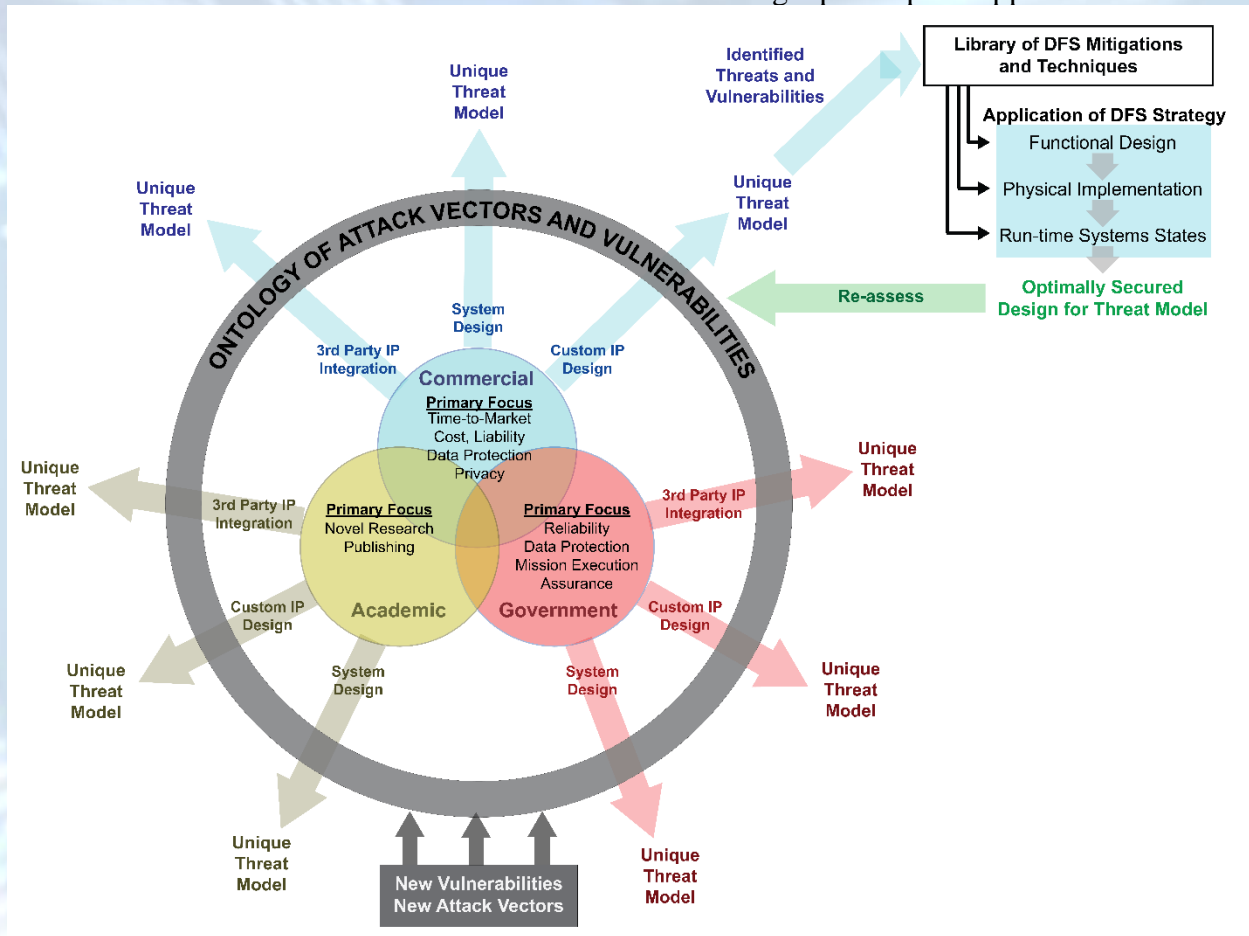 Unique
Threat
Model
Identified
Threats and
Vulnerabilities
Library of DFS Mitigations
and Techniques
Application of DFS Strategy
Functional Design
Physical Implementation
Run-time Systems States
Optimally Secured
Design for Threat Model
Re-assess
Unique
Threat
Model
Unique
Threat
Model
ONTOLOGY OF ATTACK VECTORS AND VULNERABILITIES
3rd Party IP
Integration
System
Design
Custom IP
Design
Commercial
Primary Focus
Time-to-Market
Cost, Liability
Data Protection
Privacy
Unique
Threat
Model
3rd Party IP
Integration
Primary Focus
Novel Research
Publishing
Academic
Primary Focus
Reliability
Data Protection
Mission Execution
Assurance
Government
3rd Party IP
Integration
Unique
Threat
Model
Custom IP
Design
Unique
Threat
Model
System
Design
Unique
Threat
Model
System
Design
Unique
Threat
Model
Custom IP
Design
Unique
Threat
Model
New Vulnerabilities
New Attack Vectors